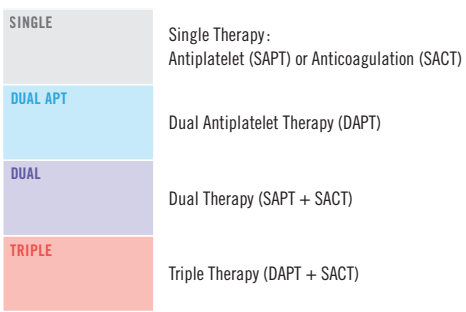 SINGLE
Single Therapy:
Antiplatelet (SAPT) or Anticoagulation (SACT)
DUAL APT
Dual Antiplatelet Therapy (DAPT)
DUAL
Dual Therapy (SAPT + SACT)
TRIPLE
Triple Therapy (DAPT + SACT)